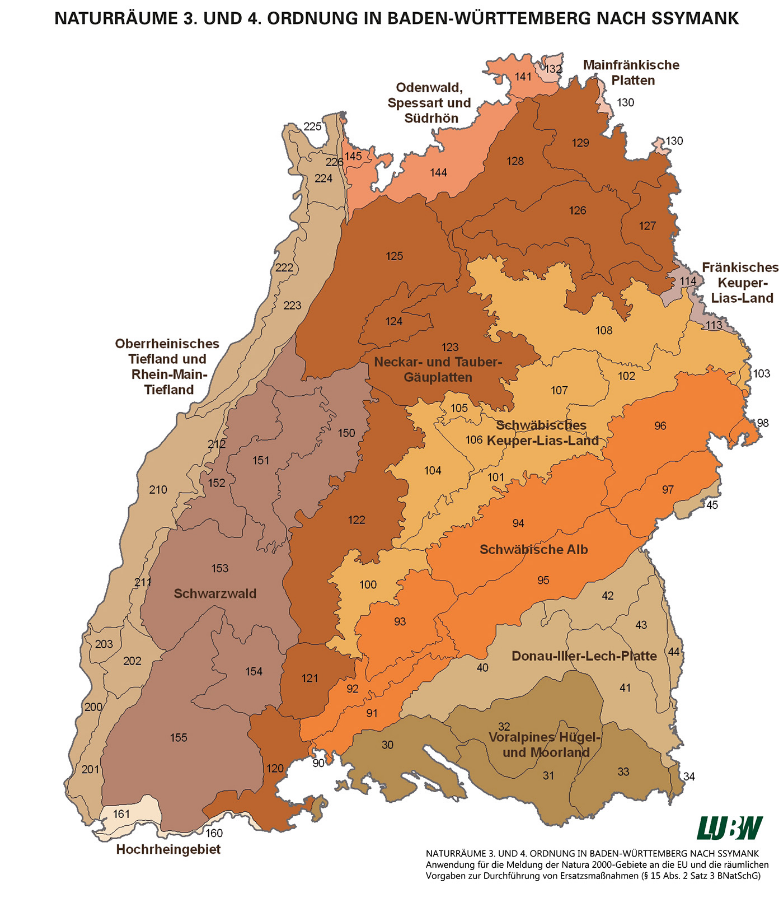 NATURRÄUME 3. UND 4. ORDNUNG IN BADEN-WÜRTTEMBERG NACH SSYMANK
141
132
Mainfränkische
Platten
130
Odenwald,
Spessart und
Südrhön
225
226
145
224
144
128
129
130
126
127
125
222
223
Fränkisches
Keuper-
Lias-Land
114
113
124
123
108
Neckar- und Tauber-
Gäuplatten
Oberrheinisches
Tiefland und
Rhein-Main-
Tiefland
102
103
107
105
150
Schwäbisches
Keuper-Lias-Land
106
96
98
212
151
104
101
152
210
97
45
122
94
Schwäbische Alb
153
Schwarzwald
211
100
95
42
93
43
203
202
154
121
92
40
Donau-Iller-Lech-Platte
44
41
200
91
155
32
Voralpines Hügel-
und Moorland
30
90
120
201
31
33
34
161
160
Hochrheingebiet
LUBW
NATURRÄUME 3. UND 4. ORDNUNG IN BADEN-WÜRTTEMBERG NACH SSYMANK
Anwendung für die Meldung der Natura 2000-Gebiete an die EU und die räumlichen
Vorgaben zur Durchführung von Ersatzsmaßnahmen (§ 15 Abs. 2 Satz 3 BNatSchG)